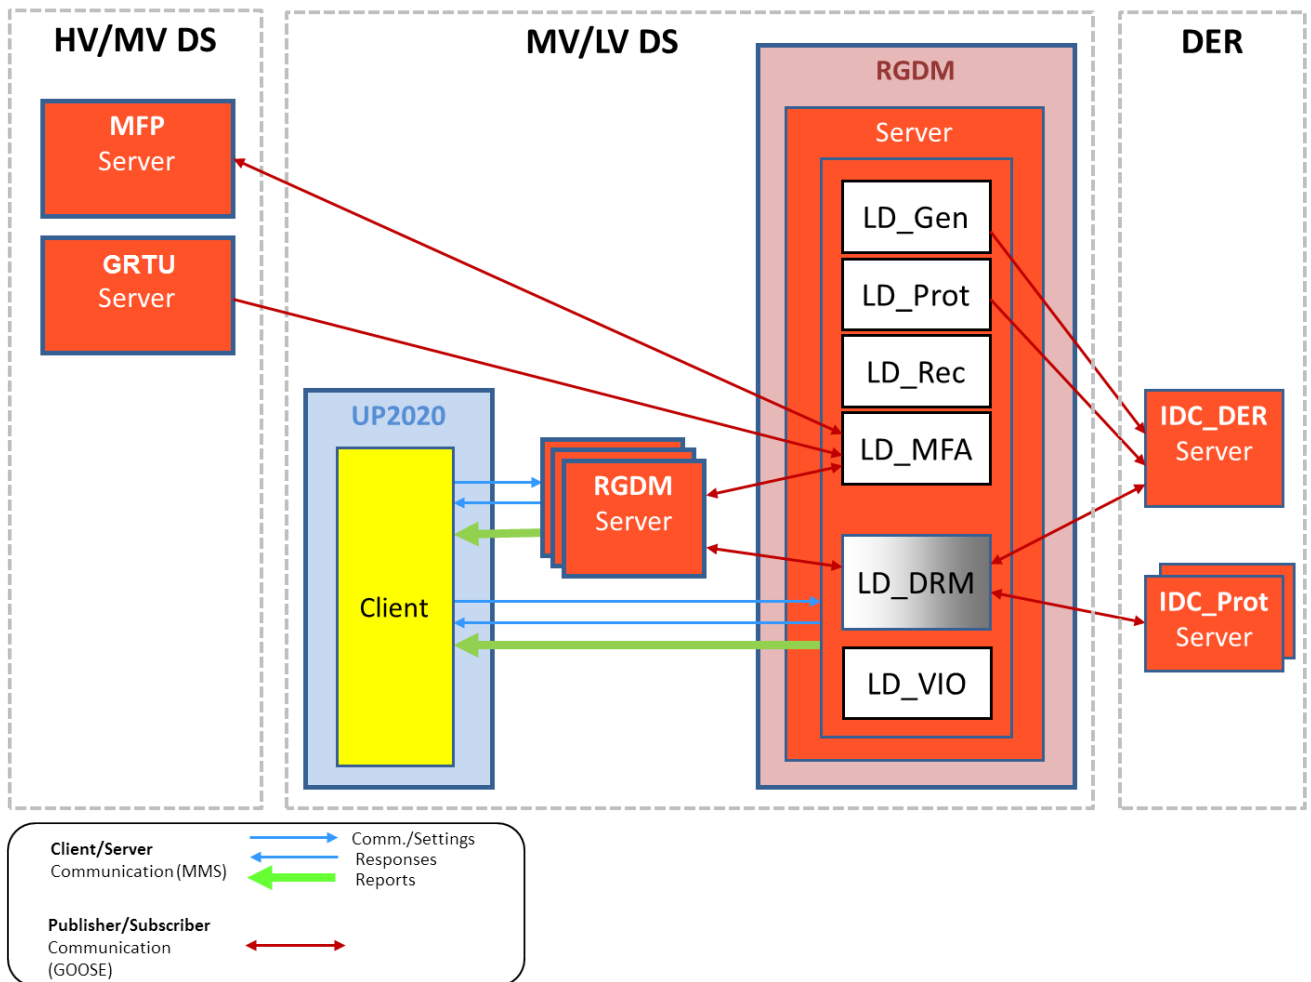 HV/MV DS
MV/LV DS
DER
MFP
Server
GRTU
Server
UP2020
Client
RGDM
Server
RGDM
Server
LD_Gen
LD_Prot
LD_Rec
LD_MFA
LD_DRM
LD_VIO
IDC_DER
Server
IDC_Prot
Server
Client/Server
Communication (MMS)
Comm./Settings
Responses
Reports
Publisher/Subscriber
Communication
(GOOSE)